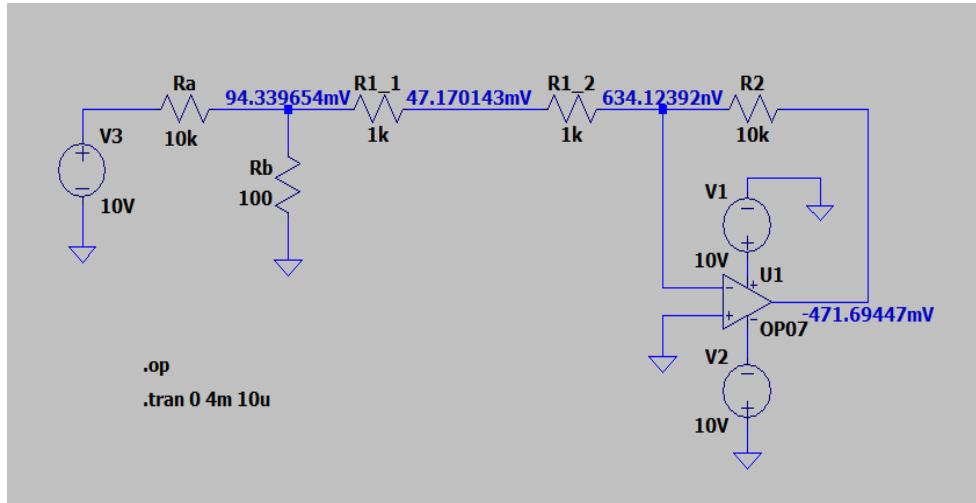 Ra
R1_1
R1_2
R2
94.339654mV
47.170143mV
634.12392nV
10k
1k
1k
10k
V3
10V
Rb
100
V1
10V
U1
-471.69447mV
OP07
V2
10V
.op
.tran 0 4m 10u